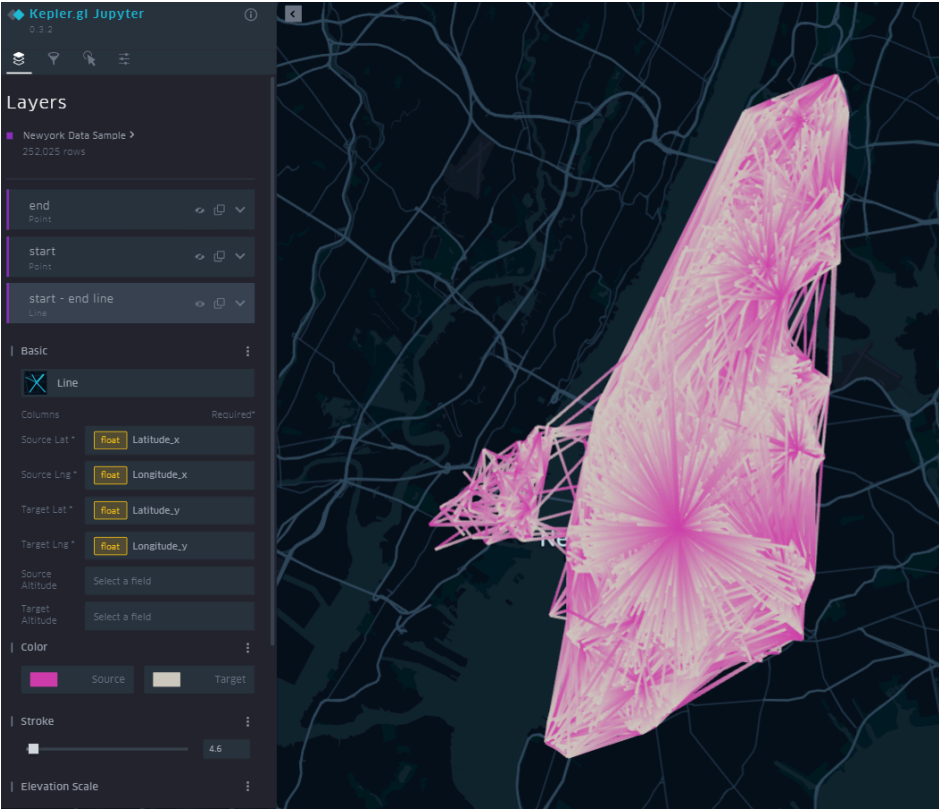 Kepler.gl Jupyter
0.3.2
Layers
Newyork Data Sample
252,025 rows
end
Point
start
Point
start - end line
Line
Basic
Line
Columns Required*
Source Lat * float Latitude_x
Source Lng * float Longitude_x
Target Lat * float Latitude_y
Target Lng * float Longitude_y
Source Altitude Select a field
Target Altitude Select a field
Color
Source Target
Stroke
4.6
Elevation Scale